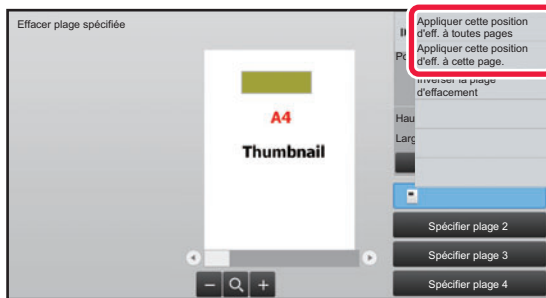 Effacer plage spécifiée
Appliquer cette position
d'eff. à toutes pages
Appliquer cette position
d'eff. à cette page.
Inverser la plage
d'effacement
A4
Thumbnail
Hau
Larg
Spécifier plage 2
Spécifier plage 3
Spécifier plage 4